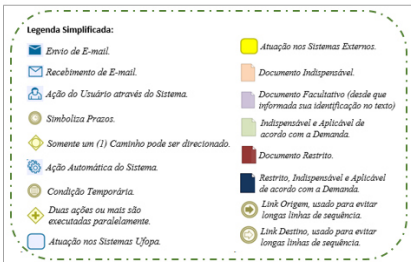 Legenda Simplificada:
Envio de E-mail.
Recebimento de E-mail.
Ação do Usuário através do Sistema.
Simboliza Prazos.
Somente um (1) Caminho pode ser direcionado.
Ação Automática do Sistema.
Condição Temporária.
Duas ações ou mais são
executadas paralelamente.
Atuação nos Sistemas Ufopa.
Atuação nos Sistemas Externos.
Documento Indispensável.
Documento Facultativo (desde que
informada sua identificação no texto)
Indispensável e Aplicável de
acordo com a Demanda.
Documento Restrito.
Restrito, Indispensável e Aplicável
de acordo com a Demanda.
Link Origem, usado para evitar
longas linhas de sequência.
Link Destino, usado para evitar
longas linhas de sequência.